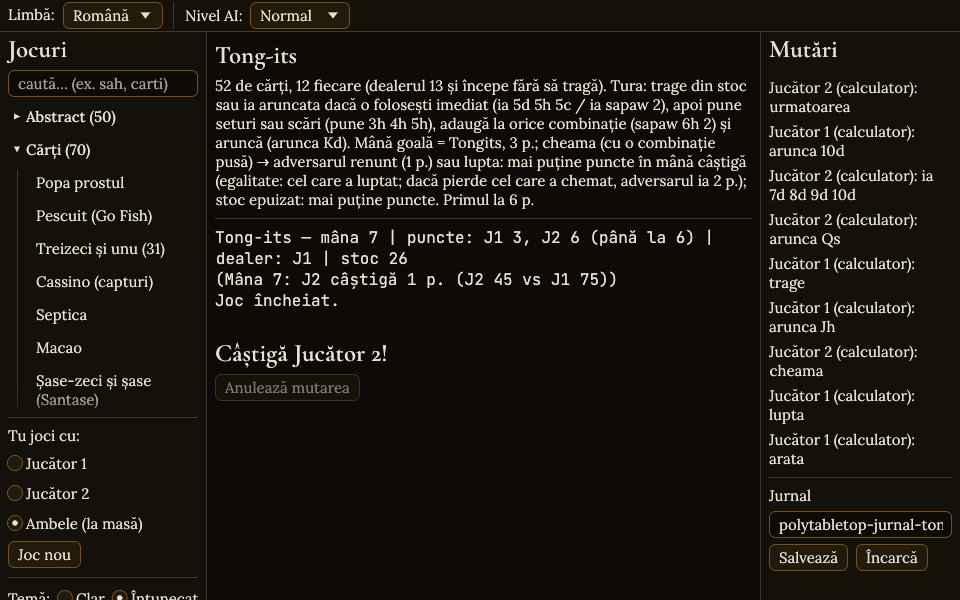 Limbă: Română ▼ Nivel AI: Normal ▼
Jocuri
caută... (ex. sah, carti)
▸ Abstract (50)
▾ Cărți (70)
Popa prostul
Pescuit (Go Fish)
Treizeci și unu (31)
Cassino (capturi)
Septica
Macao
Șase-zeci și șase
(Santase)
Tu joci cu:
Jucător 1
Jucător 2
Ambele (la masă)
Joc nou
Temă: Clar Întunecat
Tong-its
52 de cărți, 12 fiecare (dealerul 13 și începe fără să tragă). Tura: trage din stoc
sau ia aruncata dacă o folosești imediat (ia 5d 5h 5c / ia sapaw 2), apoi pune
seturi sau scări (pune 3h 4h 5h), adaugă la orice combinație (sapaw 6h 2) și
aruncă (arunca Kd). Mână goală = Tongits, 3 p.; cheama (cu o combinație
pusă) → adversarul renunt (1 p.) sau lupta: mai puține puncte în mână câștigă
(egalitate: cel care a luptat; dacă pierde cel care a chemat, adversarul ia 2 p.);
stoc epuizat: mai puține puncte. Primul la 6 p.
Tong-its — mâna 7 | puncte: J1 3, J2 6 (până la 6) |
dealer: J1 | stoc 26
(Mâna 7: J2 câștigă 1 p. (J2 45 vs J1 75))
Joc încheiat.
Câștigă Jucător 2!
Anulează mutarea
Mutări
Jucător 2 (calculator):
urmatoarea
Jucător 1 (calculator):
arunca 10d
Jucător 2 (calculator): ia
7d 8d 9d 10d
Jucător 2 (calculator):
arunca Qs
Jucător 1 (calculator):
trage
Jucător 1 (calculator):
arunca Jh
Jucător 2 (calculator):
cheama
Jucător 1 (calculator):
lupta
Jucător 1 (calculator):
arata
Jurnal
polytabletop-jurnal-ton
Salvează Încarcă